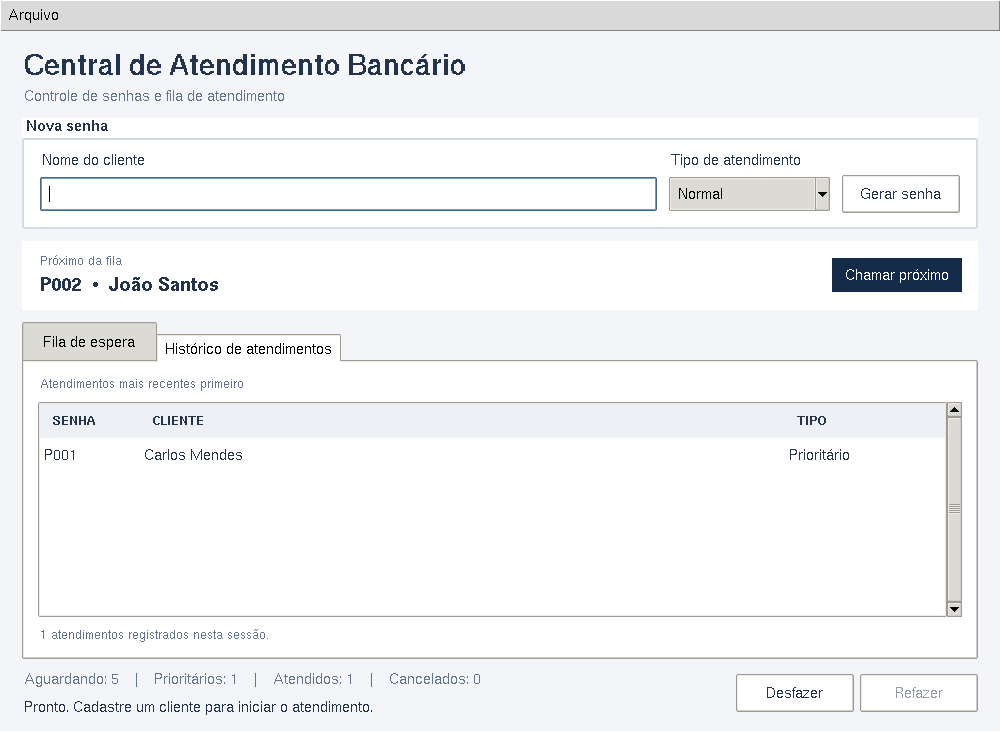 Arquivo
Central de Atendimento Bancário
Controle de senhas e fila de atendimento
Nova senha
Nome do cliente
Tipo de atendimento
Normal
Gerar senha
Próximo da fila
P002 • João Santos
Chamar próximo
Fila de espera
Histórico de atendimentos
Atendimentos mais recentes primeiro
SENHA CLIENTE TIPO
P001 Carlos Mendes Prioritário
1 atendimentos registrados nesta sessão.
Aguardando: 5 | Prioritários: 1 | Atendidos: 1 | Cancelados: 0
Pronto. Cadastre um cliente para iniciar o atendimento.
Desfazer
Refazer